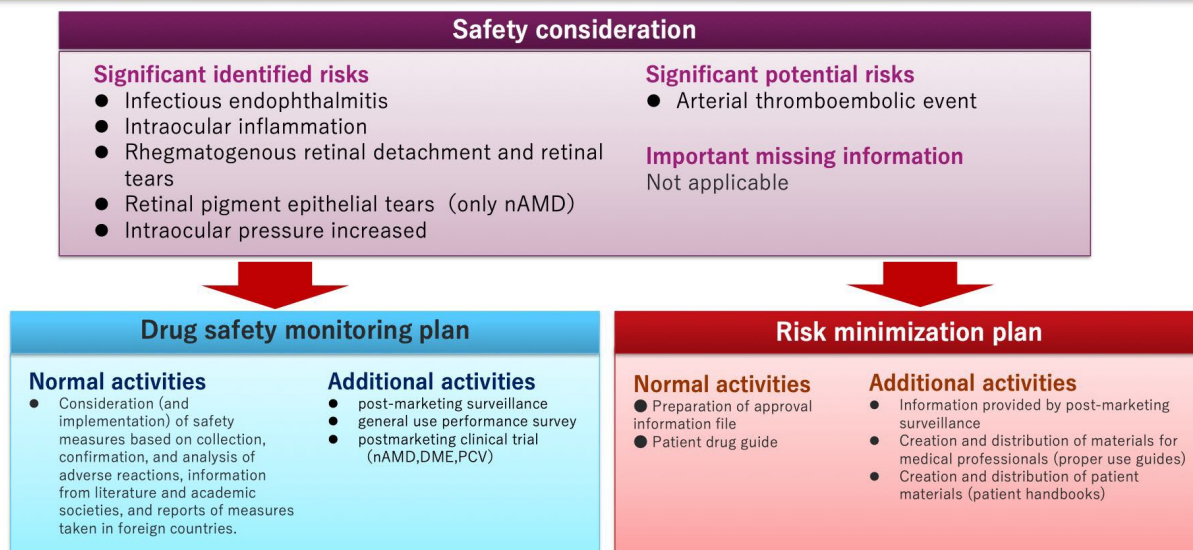 Safety consideration
Significant identified risks
● Infectious endophthalmitis
● Intraocular inflammation
● Rhegmatogenous retinal detachment and retinal
tears
● Retinal pigment epithelial tears（only nAMD）
● Intraocular pressure increased
Significant potential risks
● Arterial thromboembolic event
Important missing information
Not applicable
Drug safety monitoring plan
Normal activities
● Consideration (and
implementation) of safety
measures based on collection,
confirmation, and analysis of
adverse reactions, information
from literature and academic
societies, and reports of measures
taken in foreign countries.
Additional activities
● post-marketing surveillance
● general use performance survey
● postmarketing clinical trial
（nAMD,DME,PCV）
Risk minimization plan
Normal activities
● Preparation of approval
information file
● Patient drug guide
Additional activities
● Information provided by post-marketing
surveillance
● Creation and distribution of materials for
medical professionals (proper use guides)
● Creation and distribution of patient
materials (patient handbooks)